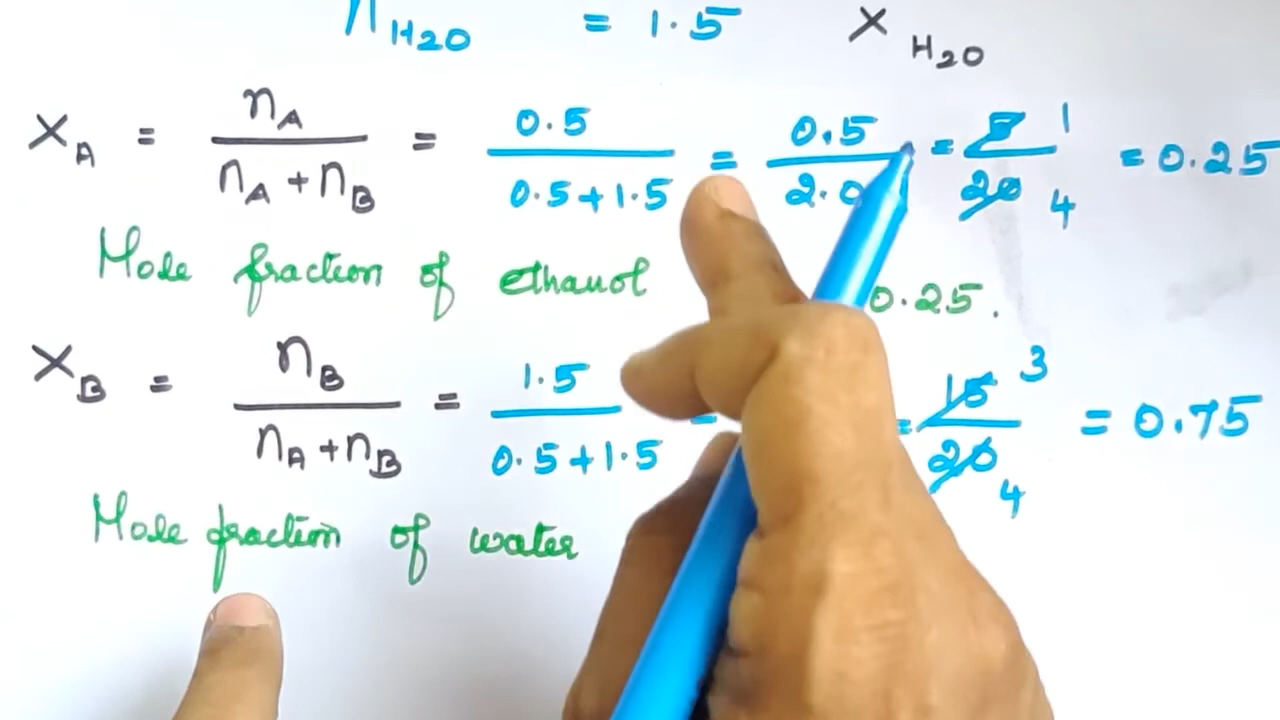 nH2O = 1.5 XH2O
XA = nA / nA + nB = 0.5 / 0.5 + 1.5 = 0.5 / 2.0 = 5 / 20 1 / 4 = 0.25
Mole fraction of ethanol 0.25.
XB = nB / nA + nB = 1.5 / 0.5 + 1.5 = = 15 / 20 3 / 4 = 0.75
Mole fraction of water